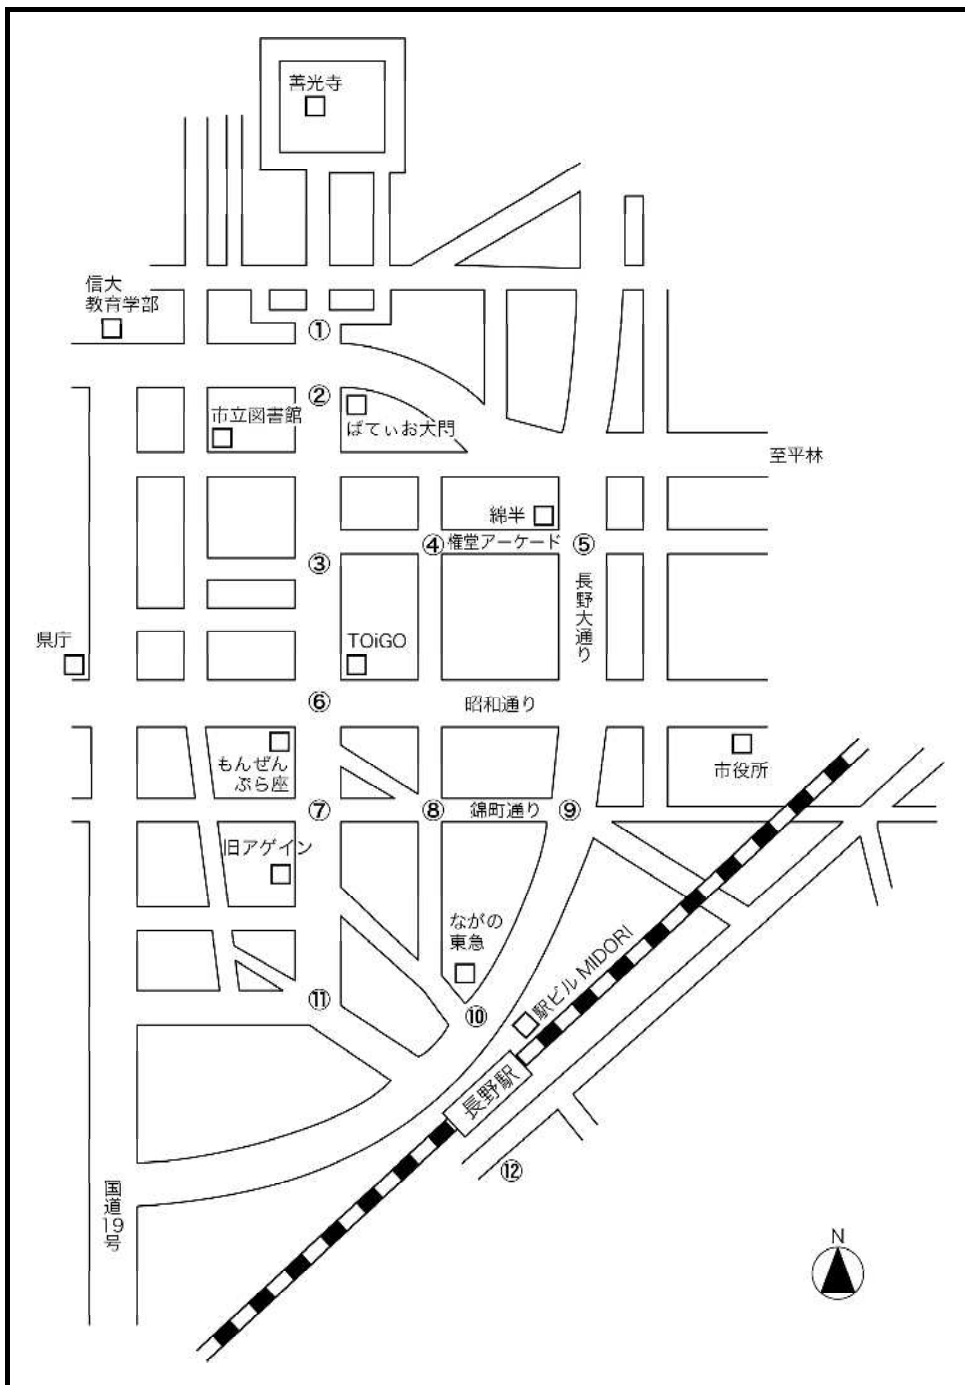 善光寺
信大
教育学部
①
②
市立図書館
ぱてぃお大門
至平林
綿半
④
権堂アーケード
⑤
③
長野大通り
県庁
TOiGO
⑥
昭和通り
もんぜん
ぷら座
市役所
⑦
⑧
錦町通り
⑨
旧アゲイン
ながの
東急
駅ビル MIDORI
⑪
⑩
長野駅
⑫
国道19号
N